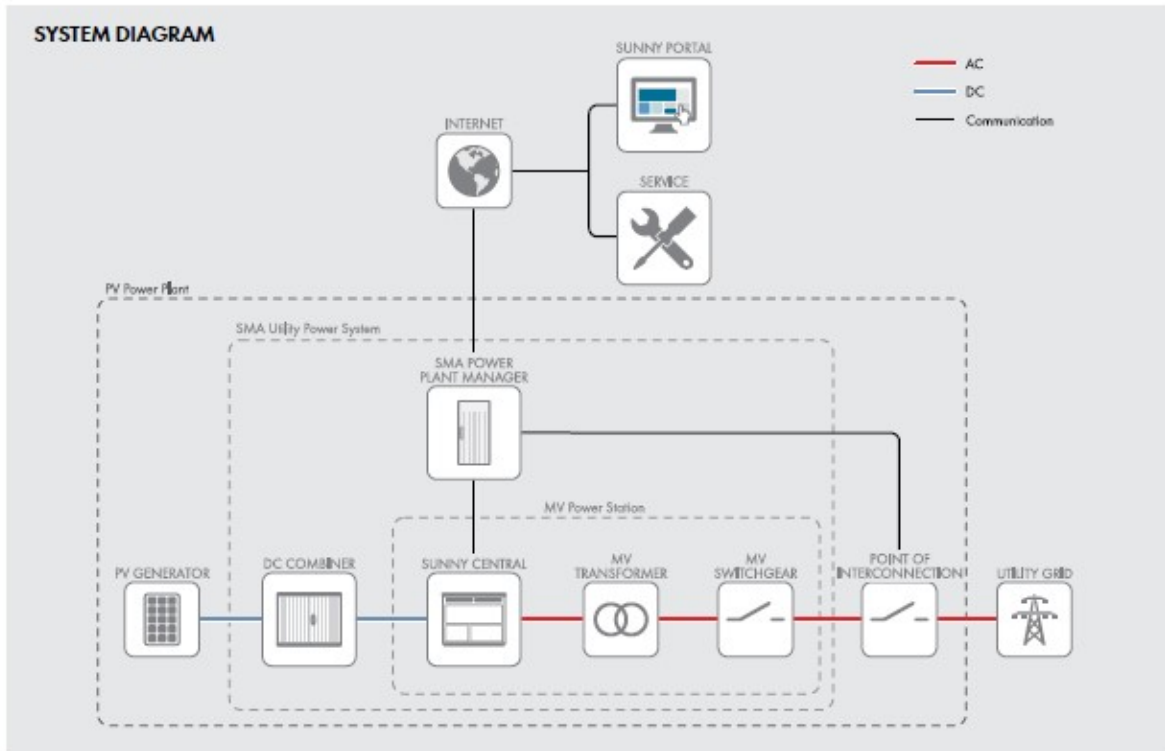 SYSTEM DIAGRAM
SUNNY PORTAL
AC
DC
Communication
INTERNET
SERVICE
PV Power Plant
SMA Utility Power System
SMA POWER
PLANT MANAGER
MV Power Station
PV GENERATOR
DC COMBINER
SUNNY CENTRAL
MV
TRANSFORMER
MV
SWITCHGEAR
POINT OF
INTERCONNECTION
UTILITY GRID